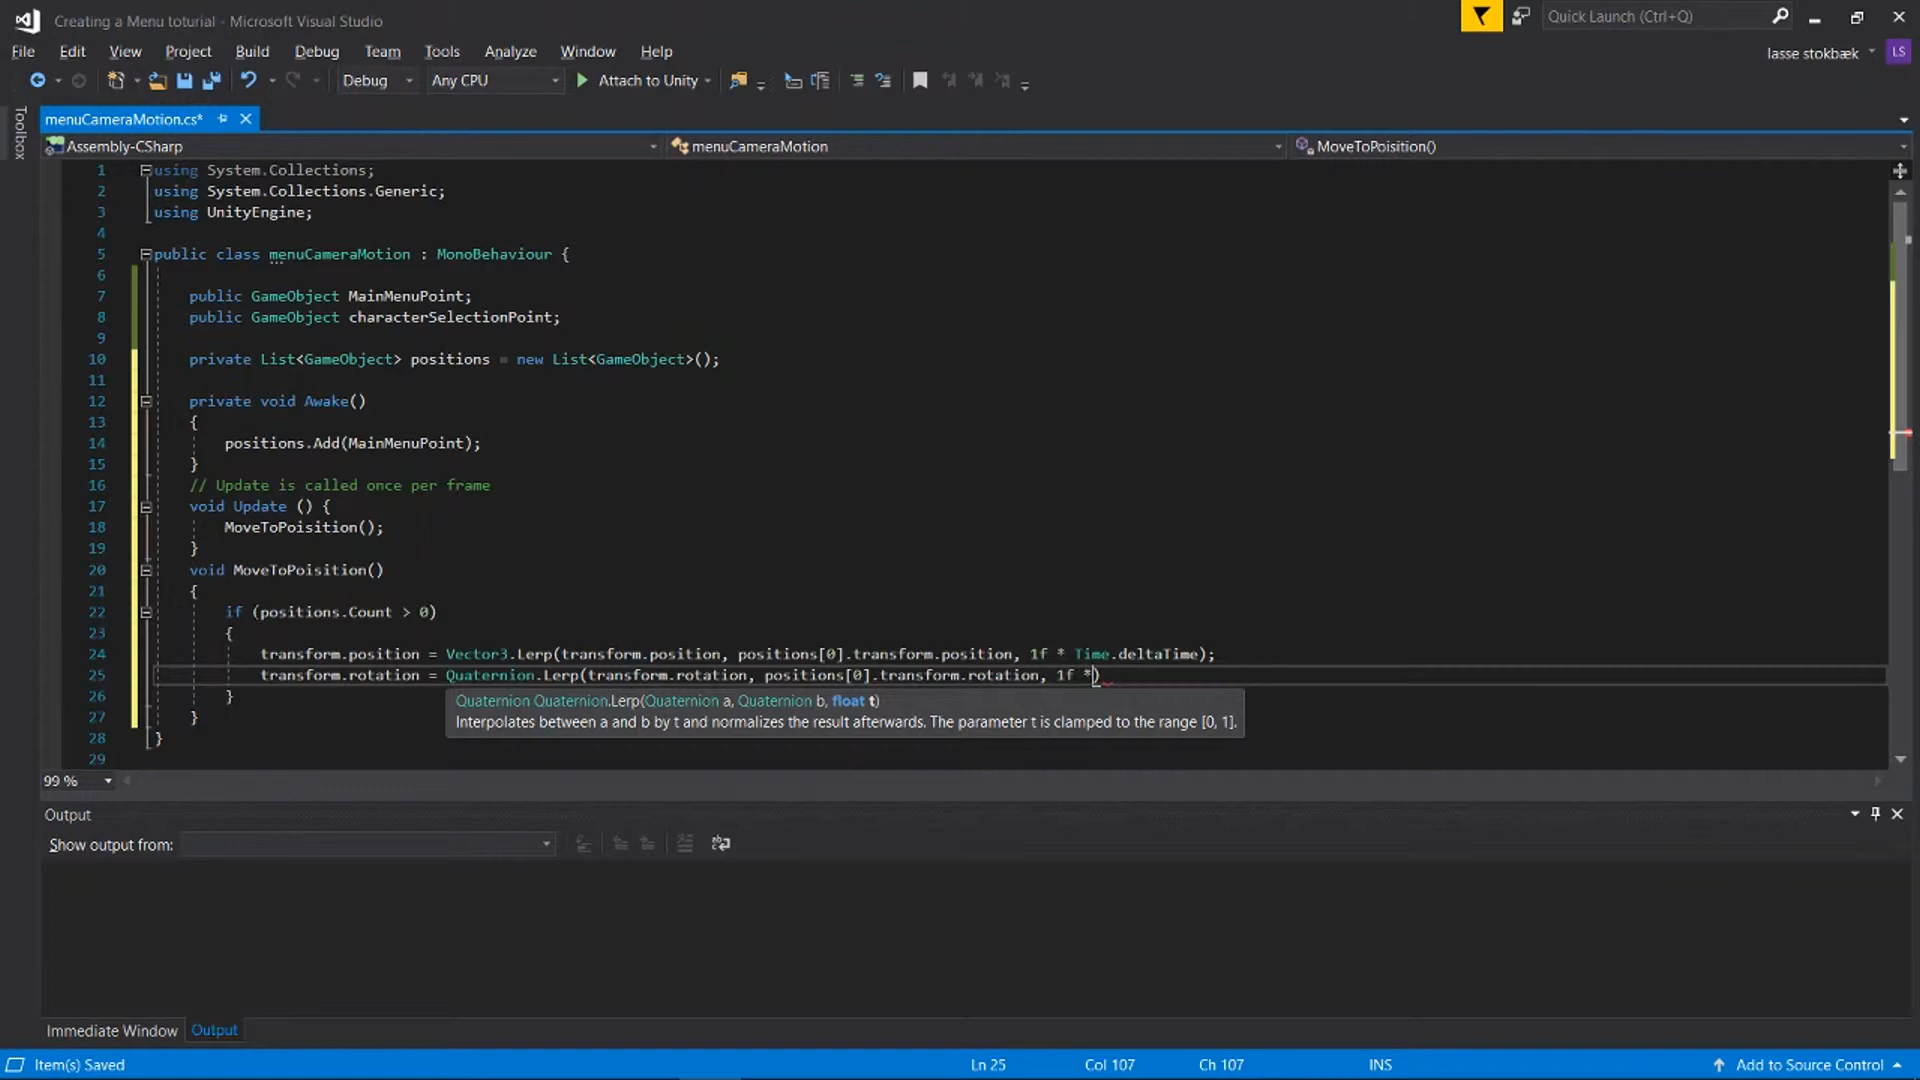 Creating a Menu toturial - Microsoft Visual Studio
Quick Launch (Ctrl+Q)
File Edit View Project Build Debug Team Tools Analyze Window Help
lasse stokbæk LS
Debug Any CPU Attach to Unity
Toolbox
menuCameraMotion.cs*
Assembly-CSharp menuCameraMotion MoveToPoisition()
1 using System.Collections;
2 using System.Collections.Generic;
3 using UnityEngine;
4
5 public class menuCameraMotion : MonoBehaviour {
6
7 public GameObject MainMenuPoint;
8 public GameObject characterSelectionPoint;
9
10 private List<GameObject> positions = new List<GameObject>();
11
12 private void Awake()
13 {
14 positions.Add(MainMenuPoint);
15 }
16 // Update is called once per frame
17 void Update () {
18 MoveToPoisition();
19 }
20 void MoveToPoisition()
21 {
22 if (positions.Count > 0)
23 {
24 transform.position = Vector3.Lerp(transform.position, positions[0].transform.position, 1f * Time.deltaTime);
25 transform.rotation = Quaternion.Lerp(transform.rotation, positions[0].transform.rotation, 1f *)
26 }
Quaternion Quaternion.Lerp(Quaternion a, Quaternion b, float t)
Interpolates between a and b by t and normalizes the result afterwards. The parameter t is clamped to the range [0, 1].
27 }
28 }
29
99 %
Output
Show output from:
Immediate Window Output
Item(s) Saved Ln 25 Col 107 Ch 107 INS Add to Source Control